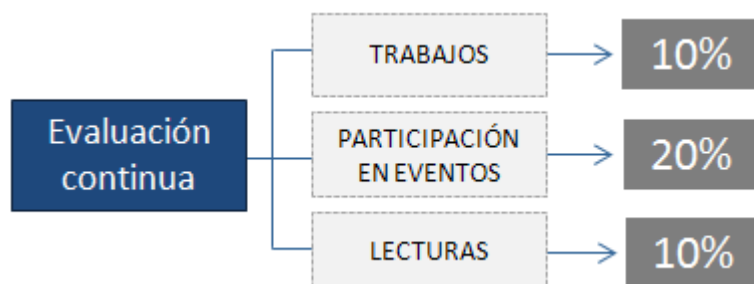 Evaluación
continua
TRABAJOS
10%
PARTICIPACIÓN
EN EVENTOS
20%
LECTURAS
10%